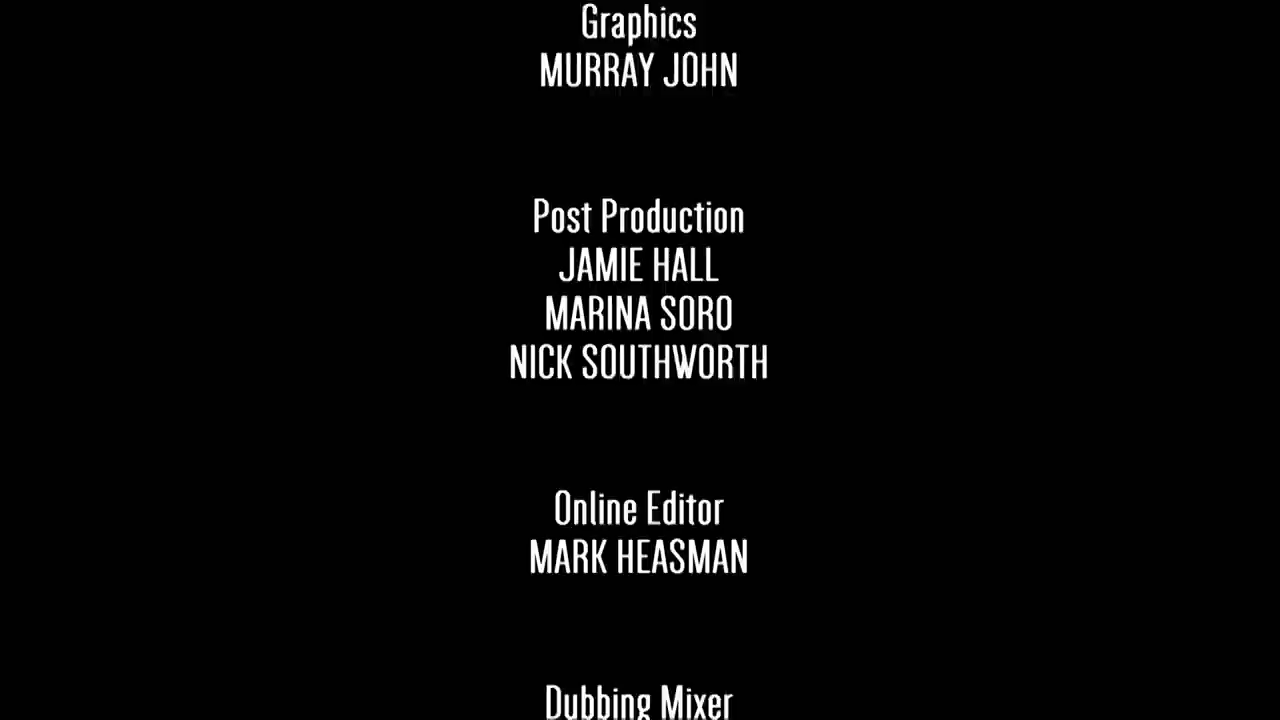 Graphics
MURRAY JOHN
Post Production
JAMIE HALL
MARINA SORO
NICK SOUTHWORTH
Online Editor
MARK HEASMAN
Dubbing Mixer